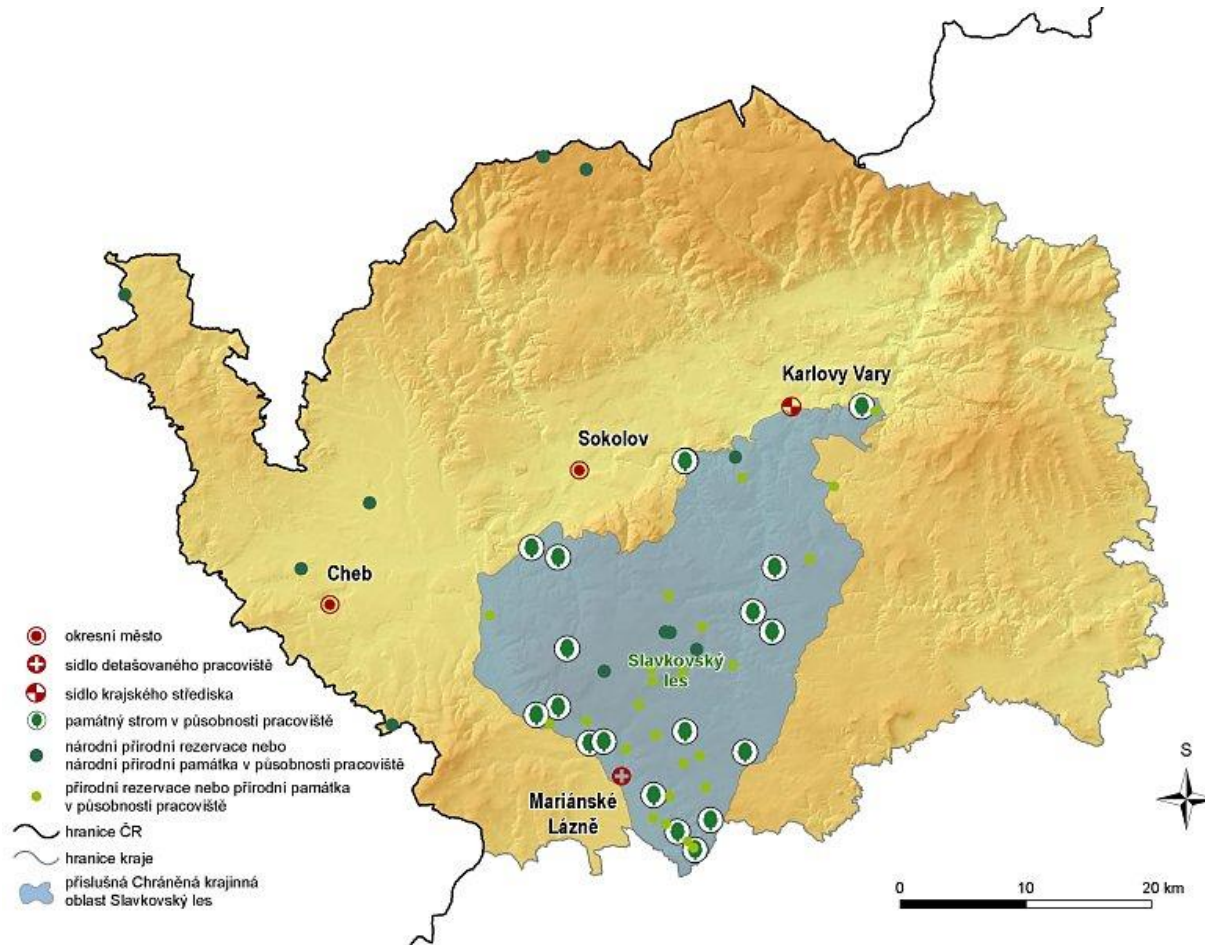 Karlovy Vary
Sokolov
Cheb
Slavkovský
les
Mariánské
Lázně
okresní město
sídlo detašovaného pracoviště
sídlo krajského střediska
památný strom v působnosti pracoviště
národní přírodní rezervace nebo
národní přírodní památka v působnosti pracoviště
přírodní rezervace nebo přírodní památka
v působnosti pracoviště
hranice ČR
hranice kraje
příslušná Chráněná krajinná
oblast Slavkovský les
S
0 10 20 km